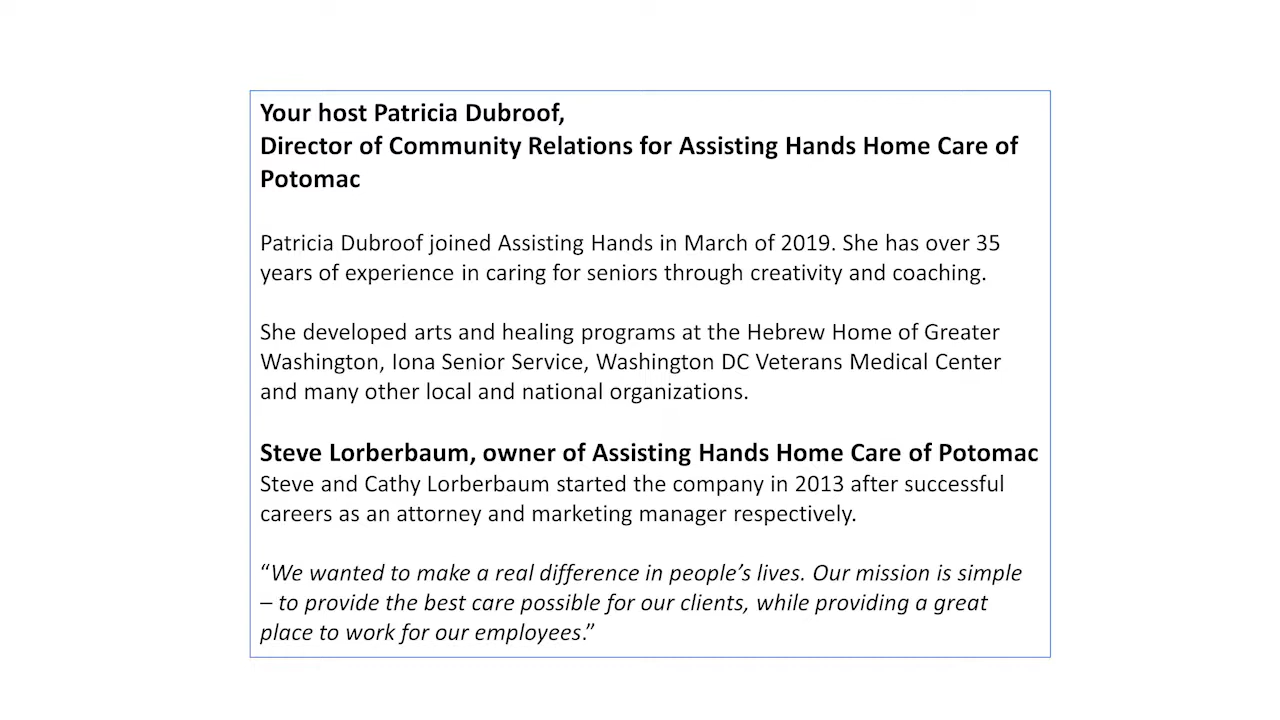 Your host Patricia Dubroof,
Director of Community Relations for Assisting Hands Home Care of
Potomac
Patricia Dubroof joined Assisting Hands in March of 2019. She has over 35
years of experience in caring for seniors through creativity and coaching.
She developed arts and healing programs at the Hebrew Home of Greater
Washington, Iona Senior Service, Washington DC Veterans Medical Center
and many other local and national organizations.
Steve Lorberbaum, owner of Assisting Hands Home Care of Potomac
Steve and Cathy Lorberbaum started the company in 2013 after successful
careers as an attorney and marketing manager respectively.
“We wanted to make a real difference in people’s lives. Our mission is simple
– to provide the best care possible for our clients, while providing a great
place to work for our employees.”